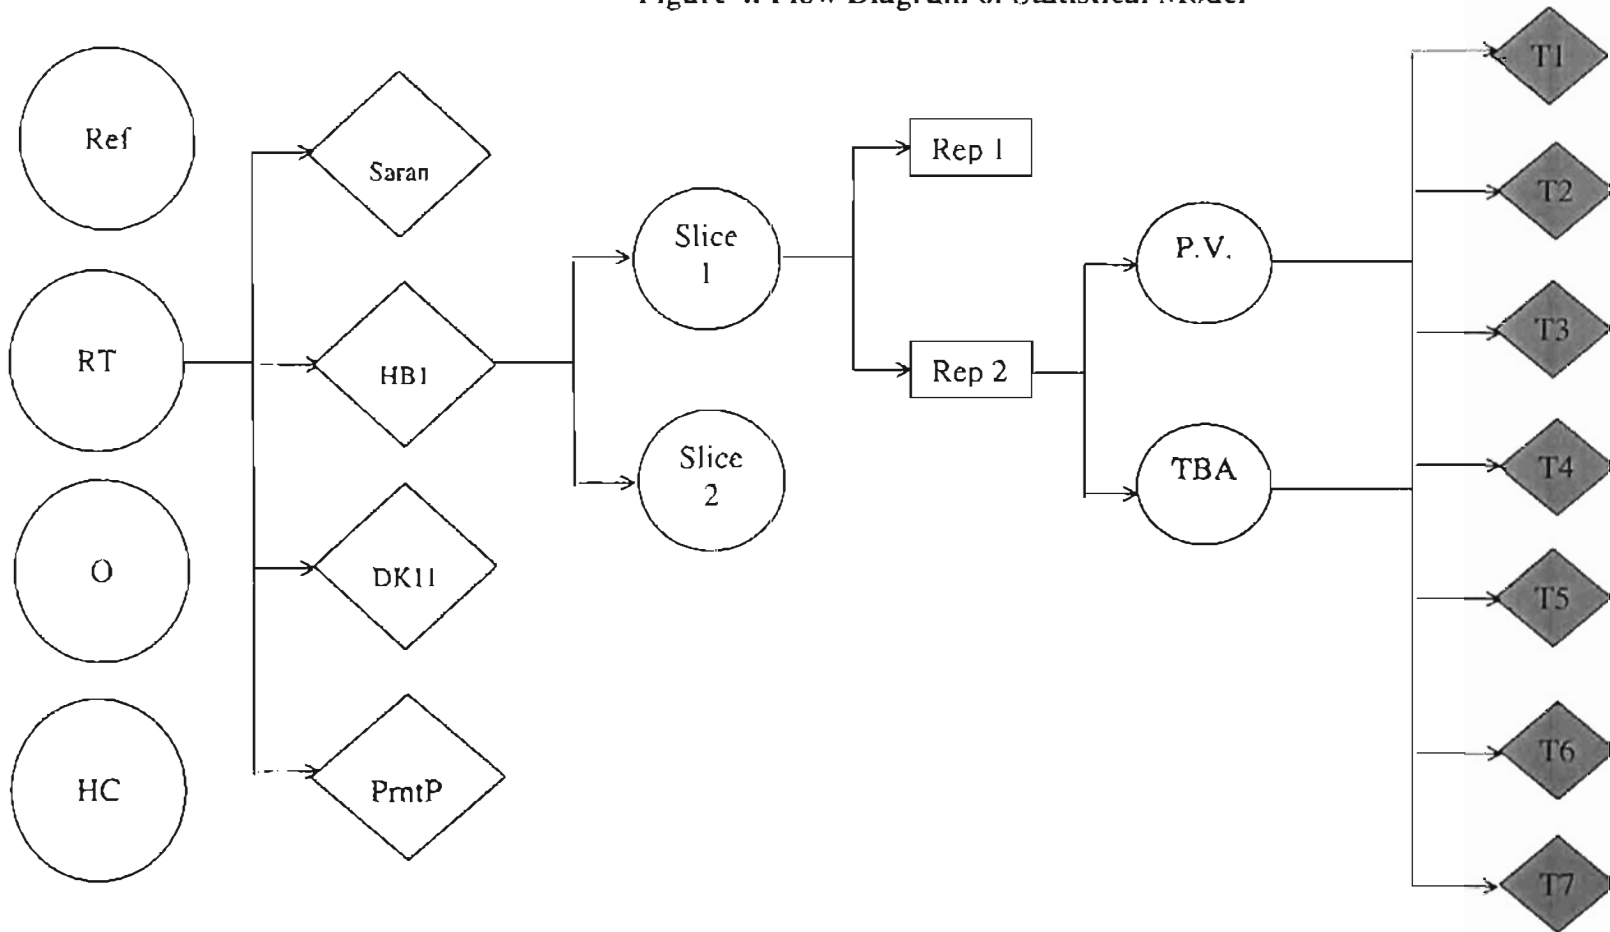 Ref
RT
O
HC
Saran
HB1
DK11
PrntP
Slice
1
Slice
2
Rep 1
Rep 2
P.V.
TBA
T1
T2
T3
T4
T5
T6
T7